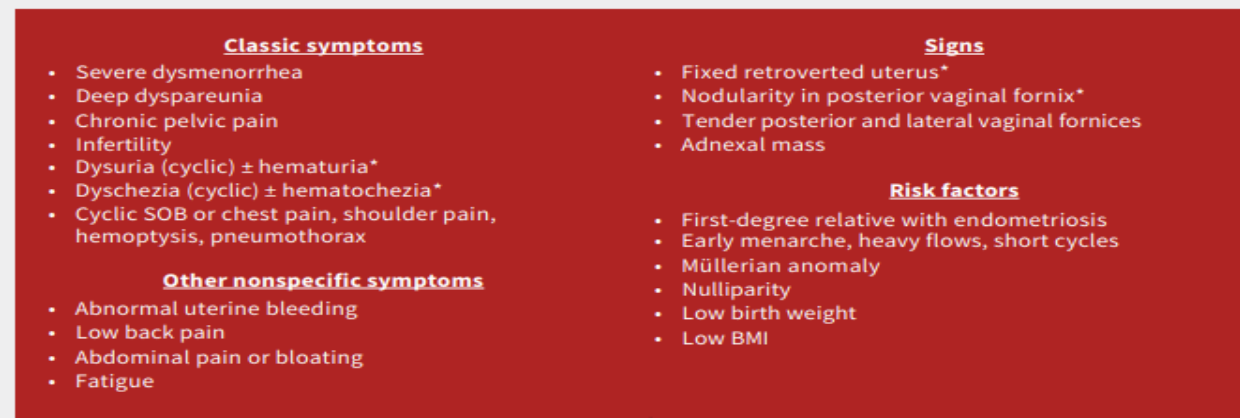 Classic symptoms
• Severe dysmenorrhea
• Deep dyspareunia
• Chronic pelvic pain
• Infertility
• Dysuria (cyclic) ± hematuria*
• Dyschezia (cyclic) ± hematochezia*
• Cyclic SOB or chest pain, shoulder pain,
hemoptysis, pneumothorax
Other nonspecific symptoms
• Abnormal uterine bleeding
• Low back pain
• Abdominal pain or bloating
• Fatigue
Signs
• Fixed retroverted uterus*
• Nodularity in posterior vaginal fornix*
• Tender posterior and lateral vaginal fornices
• Adnexal mass
Risk factors
• First-degree relative with endometriosis
• Early menarche, heavy flows, short cycles
• Müllerian anomaly
• Nulliparity
• Low birth weight
• Low BMI